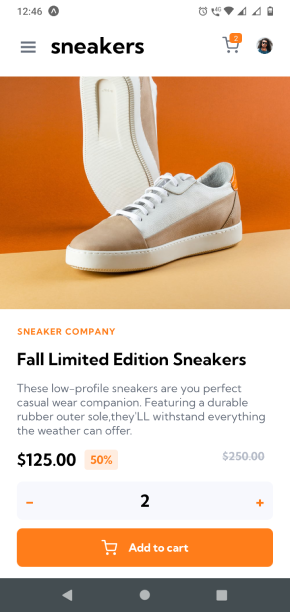 12:46
sneakers
2
SNEAKER COMPANY
Fall Limited Edition Sneakers
These low-profile sneakers are you perfect
casual wear companion. Featuring a durable
rubber outer sole,they'LL withstand everything
the weather can offer.
$125.00 50% $250.00
- 2 +
Add to cart